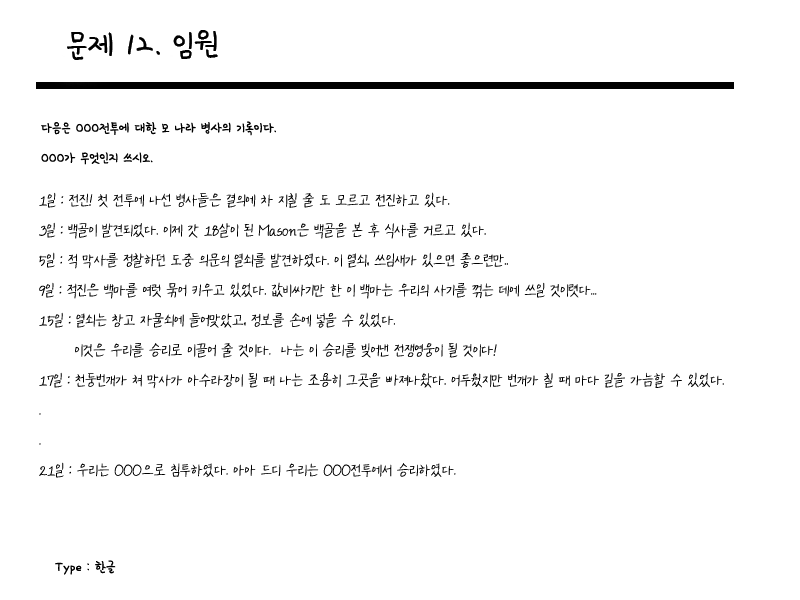 문제 12. 임원
다음은 OOO전투에 대한 모 나라 병사의 기록이다.
OOO가 무엇인지 쓰시오.
1일 : 전진! 첫 전투에 나선 병사들은 결의에 차 지칠 줄 도 모르고 전진하고 있다.
3일 : 백골이 발견되었다. 이제 갓 18살이 된 Mason은 백골을 본 후 식사를 거르고 있다.
5일 : 적 막사를 정찰하던 도중 의문의 열쇠를 발견하였다. 이 열쇠, 쓰임새가 있으면 좋으련만..
9일 : 적진은 백마를 여럿 묶어 키우고 있었다. 값비싸기만 한 이 백마는 우리의 사기를 꺾는 데에 쓰일 것이렷다...
15일 : 열쇠는 창고 자물쇠에 들어맞았고, 정보를 손에 넣을 수 있었다.
이것은 우리를 승리로 이끌어 줄 것이다. 나는 이 승리를 빚어낸 전쟁영웅이 될 것이다!
17일 : 천둥번개가 쳐 막사가 아수라장이 될 때 나는 조용히 그곳을 빠져나왔다. 어두웠지만 번개가 칠 때 마다 길을 가늠할 수 있었다.
.
.
21일 : 우리는 OOO으로 침투하였다. 아아 드디 우리는 OOO전투에서 승리하였다.
Type : 한글